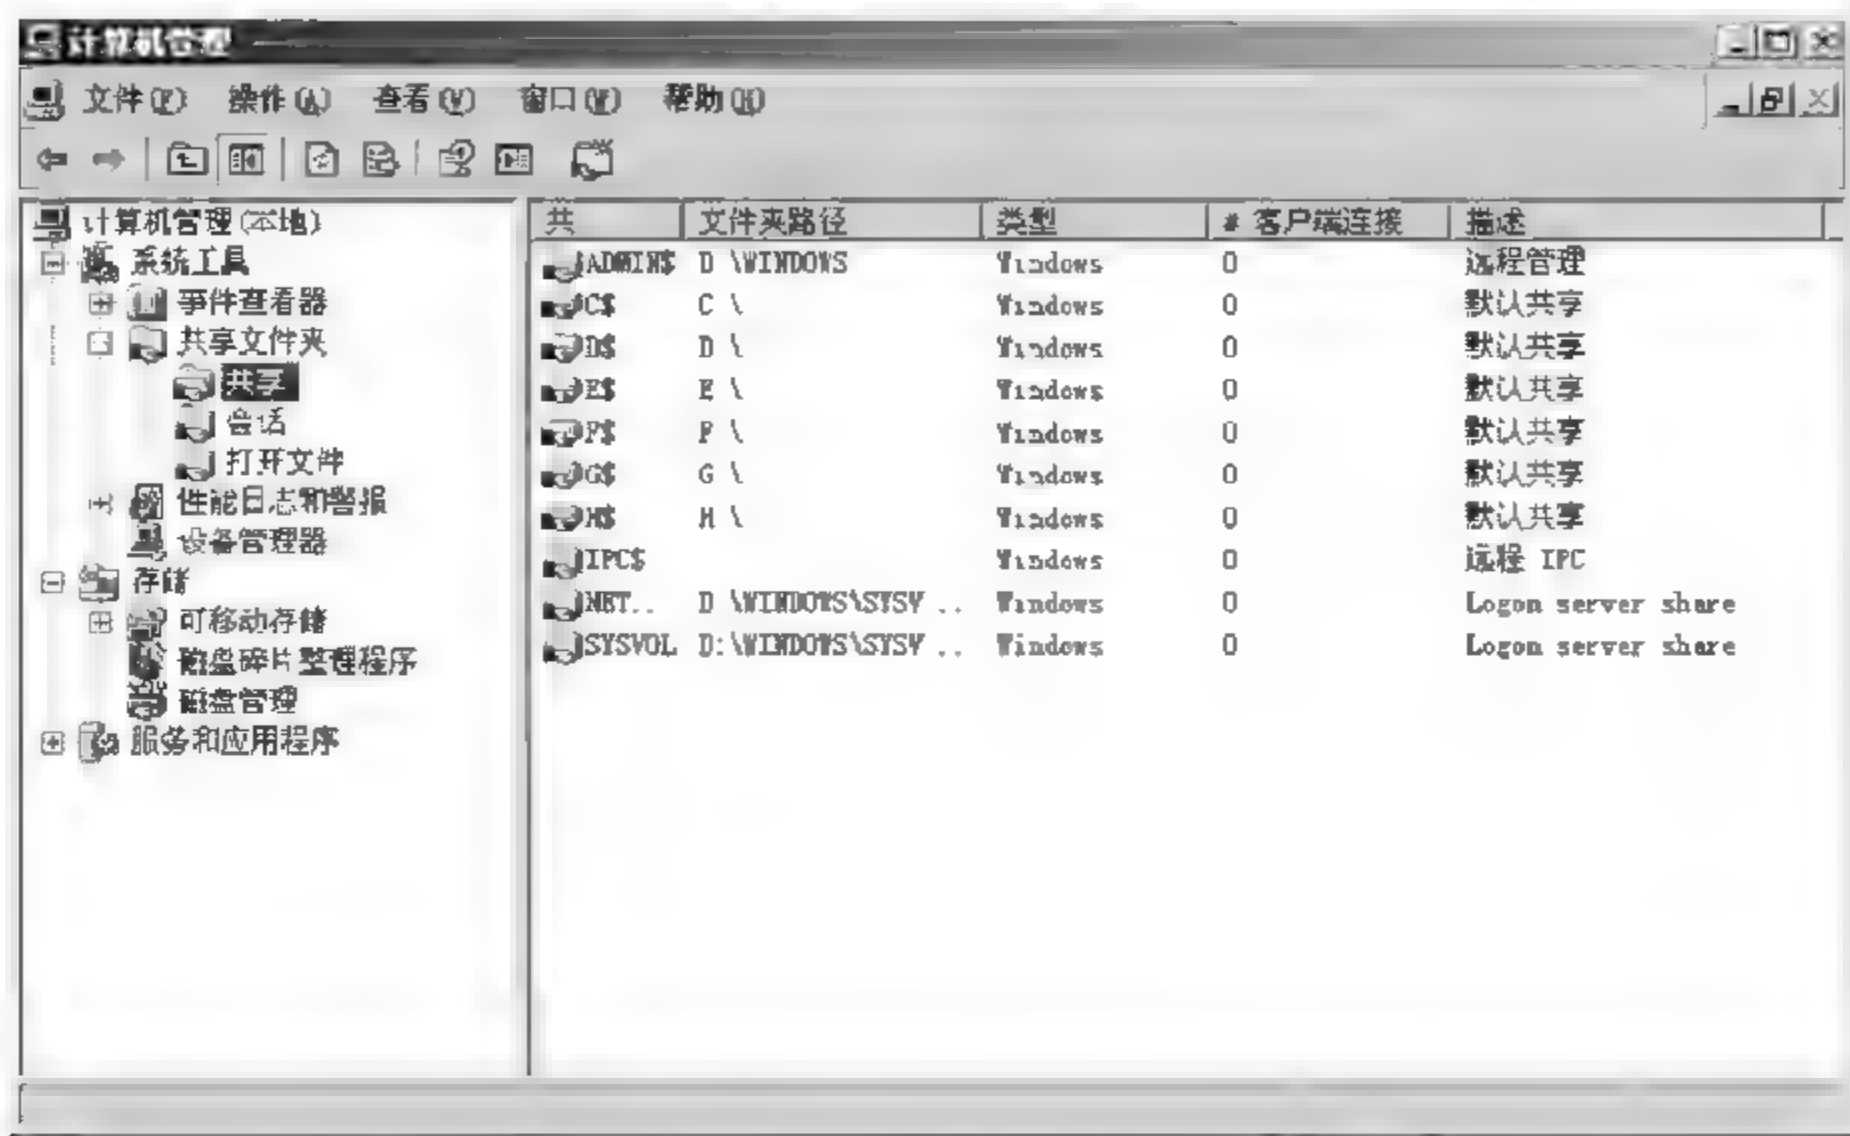 计算机管理
文件(F) 操作(A) 查看(V) 窗口(W) 帮助(H)
计算机管理(本地)
系统工具
事件查看器
共享文件夹
共享
会话
打开文件
性能日志和警报
设备管理器
存储
可移动存储
磁盘碎片整理程序
磁盘管理
服务和应用程序
共 文件夹路径 类型 # 客户端连接 描述
ADMIN$ D \WINDOWS Windows 0 远程管理
C$ C \ Windows 0 默认共享
D$ D \ Windows 0 默认共享
E$ E \ Windows 0 默认共享
F$ F \ Windows 0 默认共享
G$ G \ Windows 0 默认共享
H$ H \ Windows 0 默认共享
IPC$ Windows 0 远程 IPC
NET.. D \WINDOWS\SYSV .. Windows 0 Logon server share
SYSVOL D:\WINDOWS\SYSV .. Windows 0 Logon server share